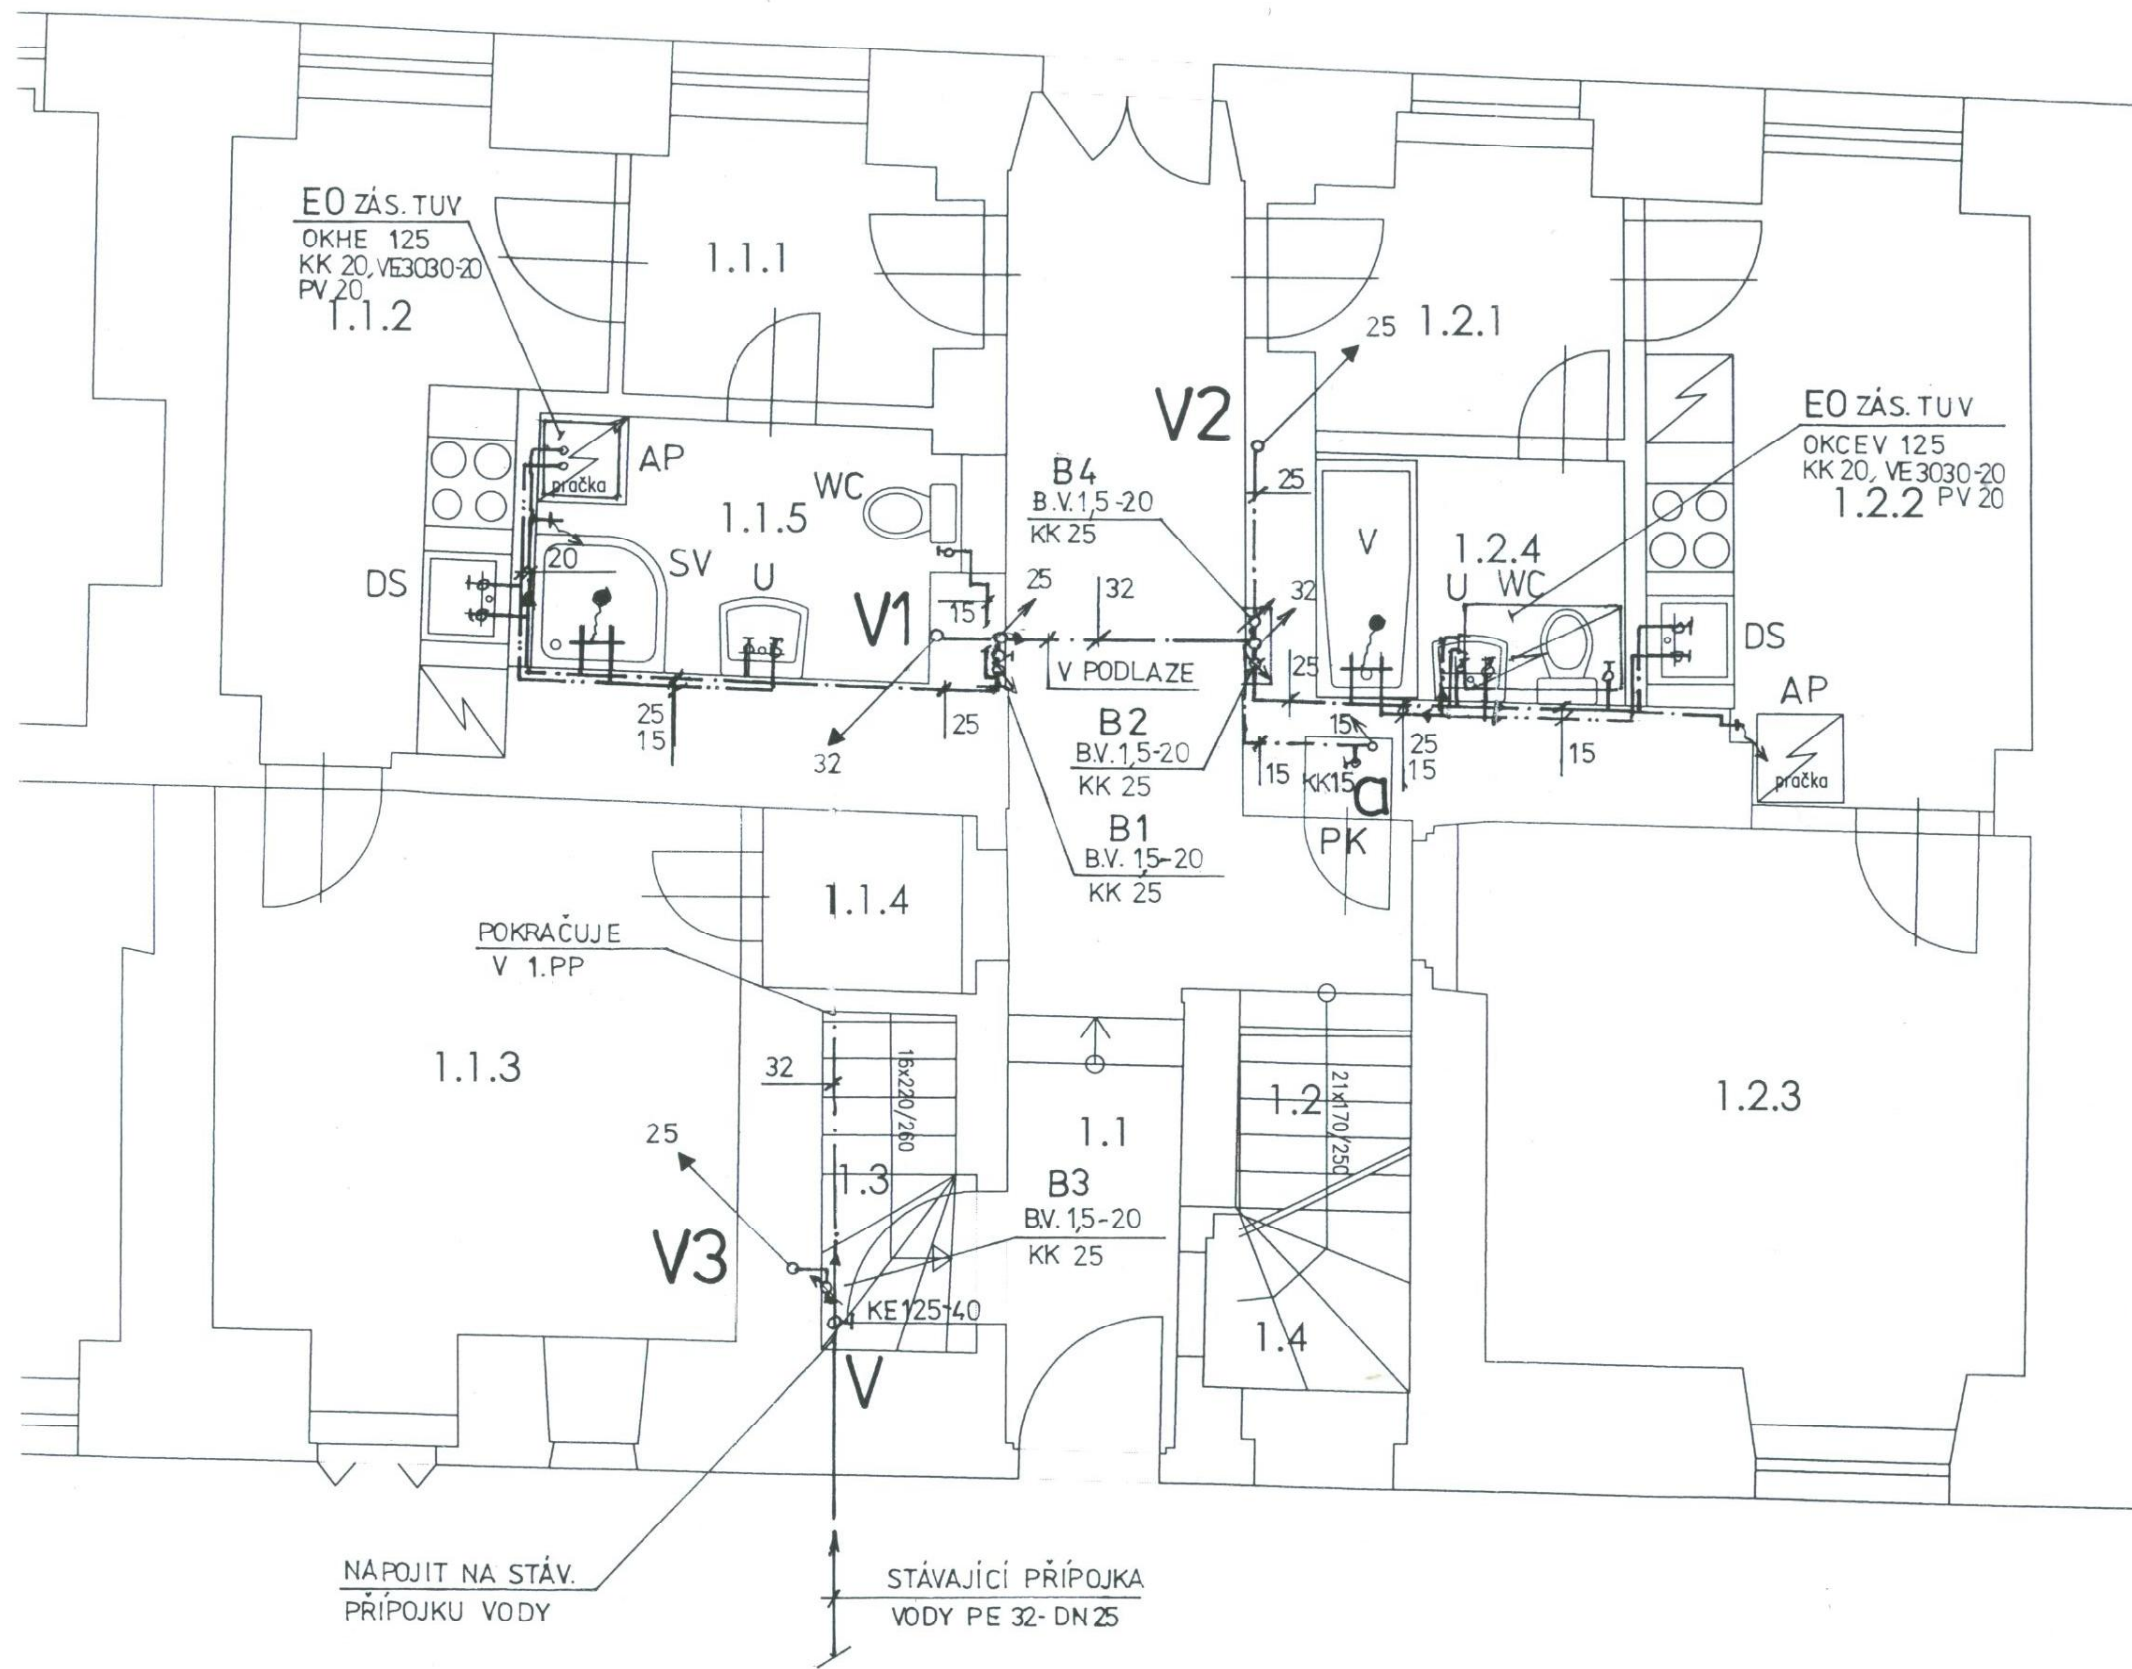 EO ZÁS. TUV
OKHE 125
KK 20, VE3030-20
PV 20
1.1.2
1.1.1
25
1.2.1
V2
EO ZÁS. TUV
OKCEV 125
KK 20, VE3030-20
1.2.2 PV 20
AP
pračka
WC
1.1.5
B4
B.V.1,5-20
KK 25
25
V
1.2.4
U
WC
20
DS
SV
U
V1
15
25
32
32
V PODLAZE
25
DS
AP
pračka
25
15
25
32
B2
B.V.1,5-20
KK 25
15
15
KK15
a
25
15
15
PK
B1
B.V. 1,5-20
KK 25
1.1.4
POKRAČUJE
V 1.PP
1.1.3
32
16x220/260
1.2
21x170/250
1.2.3
1.1
25
1.3
B3
B.V. 1,5-20
KK 25
V3
KE125-40
1.4
V
NAPOJIT NA STÁV.
PŘÍPOJKU VODY
STÁVAJÍCÍ PŘÍPOJKA
VODY PE 32- DN 25